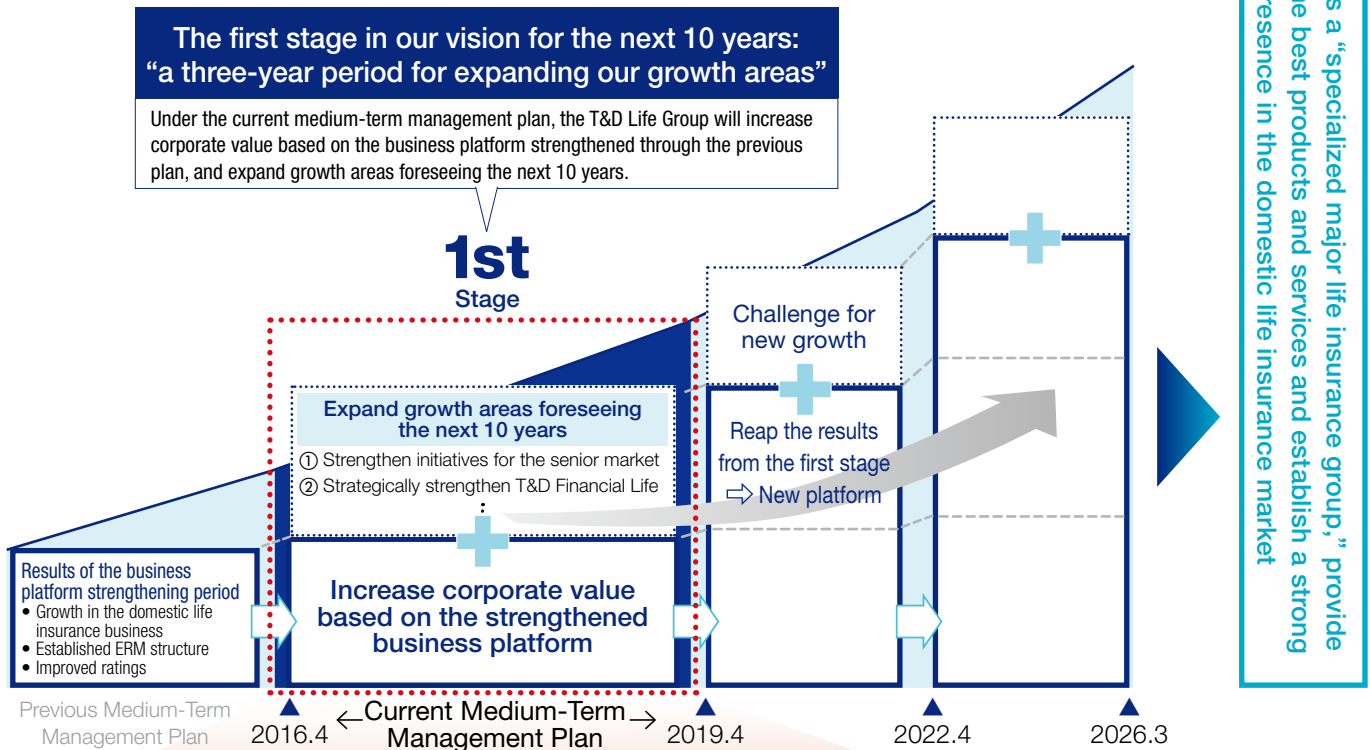 The first stage in our vision for the next 10 years:
“a three-year period for expanding our growth areas”
Under the current medium-term management plan, the T&D Life Group will increase
corporate value based on the business platform strengthened through the previous
plan, and expand growth areas foreseeing the next 10 years.
1st
Stage
Expand growth areas foreseeing
the next 10 years
① Strengthen initiatives for the senior market
② Strategically strengthen T&D Financial Life
Increase corporate value
based on the strengthened
business platform
Results of the business
platform strengthening period
• Growth in the domestic life
insurance business
• Established ERM structure
• Improved ratings
Challenge for
new growth
Reap the results
from the first stage
⇨ New platform
Previous Medium-Term
Management Plan
2016.4
←Current Medium-Term→
Management Plan
2019.4
2022.4
2026.3
s a “specialized major life insurance group,” provide
he best products and services and establish a strong
resence in the domestic life insurance market